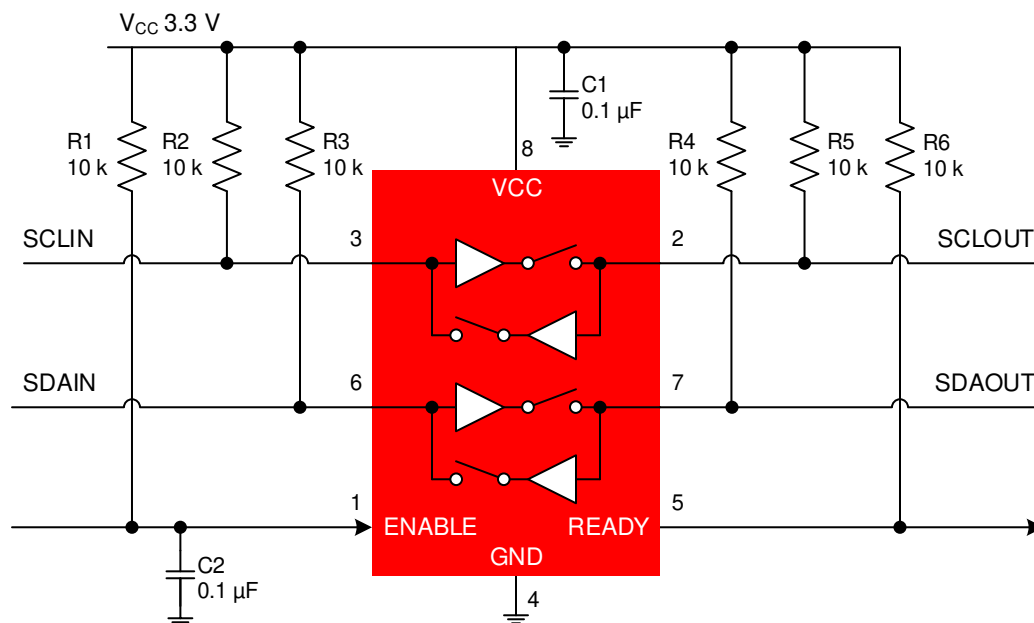 VCC 3.3 V
C1
0.1 µF
R1
10 k
R2
10 k
R3
10 k
R4
10 k
R5
10 k
R6
10 k
8
VCC
SCLIN
3
2
SCLOUT
SDAIN
6
7
SDAOUT
1
ENABLE
READY
5
GND
C2
0.1 µF
4